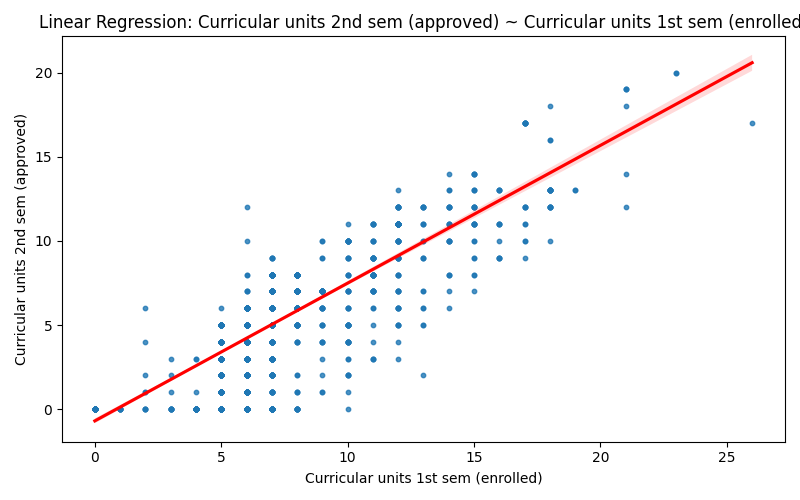 Linear Regression: Curricular units 2nd sem (approved) ~ Curricular units 1st sem (enrolled
Curricular units 2nd sem (approved)
20
15
10
5
0
0 5 10 15 20 25
Curricular units 1st sem (enrolled)